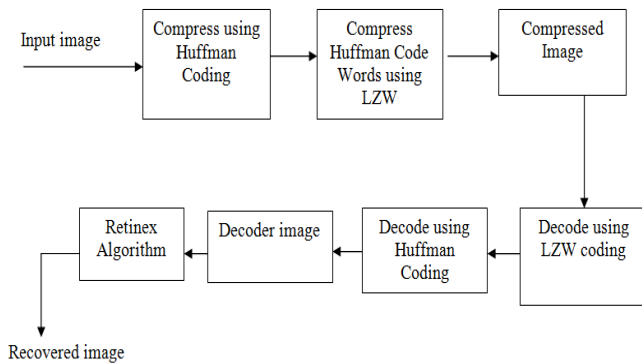 Input image
Compress using
Huffman
Coding
Compress
Huffman Code
Words using
LZW
Compressed
Image
Decode using
LZW coding
Decode using
Huffman
Coding
Decoder image
Retinex
Algorithm
Recovered image